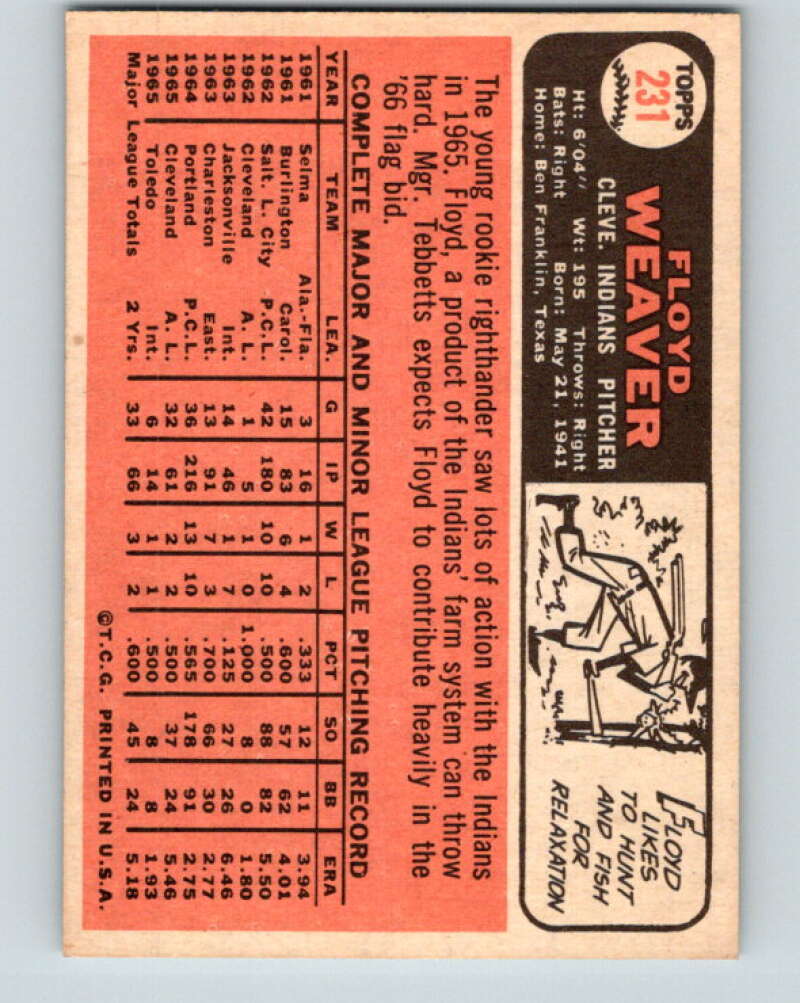 TOPPS
231
FLOYD
WEAVER
CLEVE. INDIANS PITCHER
Ht: 6'04" Wt: 195 Throws: Right
Bats: Right Born: May 21, 1941
Home: Ben Franklin, Texas
FLOYD
LIKES
TO HUNT
AND FISH
FOR
RELAXATION
The young rookie righthander saw lots of action with the Indians
in 1965. Floyd, a product of the Indians' farm system can throw
hard. Mgr. Tebbetts expects Floyd to contribute heavily in the
'66 flag bid.
COMPLETE MAJOR AND MINOR LEAGUE PITCHING RECORD
YEAR TEAM LEA. G IP W L PCT SO BB ERA
1961 Selma Ala.-Fla. 3 16 1 2 .333 12 11 3.94
1961 Burlington Carol. 15 83 6 4 .600 57 62 4.01
1962 Salt. L. City P.C.L. 42 180 10 10 .500 88 82 5.50
1962 Cleveland A. L. 1 5 1 0 1.000 8 0 1.80
1963 Jacksonville Int. 14 46 1 7 .125 27 26 6.46
1963 Charleston East. 13 91 7 3 .700 66 30 2.77
1964 Portland P.C.L. 36 216 13 10 .565 178 91 2.75
1965 Cleveland A. L. 32 61 2 2 .500 37 24 5.46
1965 Toledo Int. 6 14 1 1 .500 8 8 1.93
Major League Totals 2 Yrs. 33 66 3 2 .600 45 24 5.18
©T.C.G. PRINTED IN U.S.A.